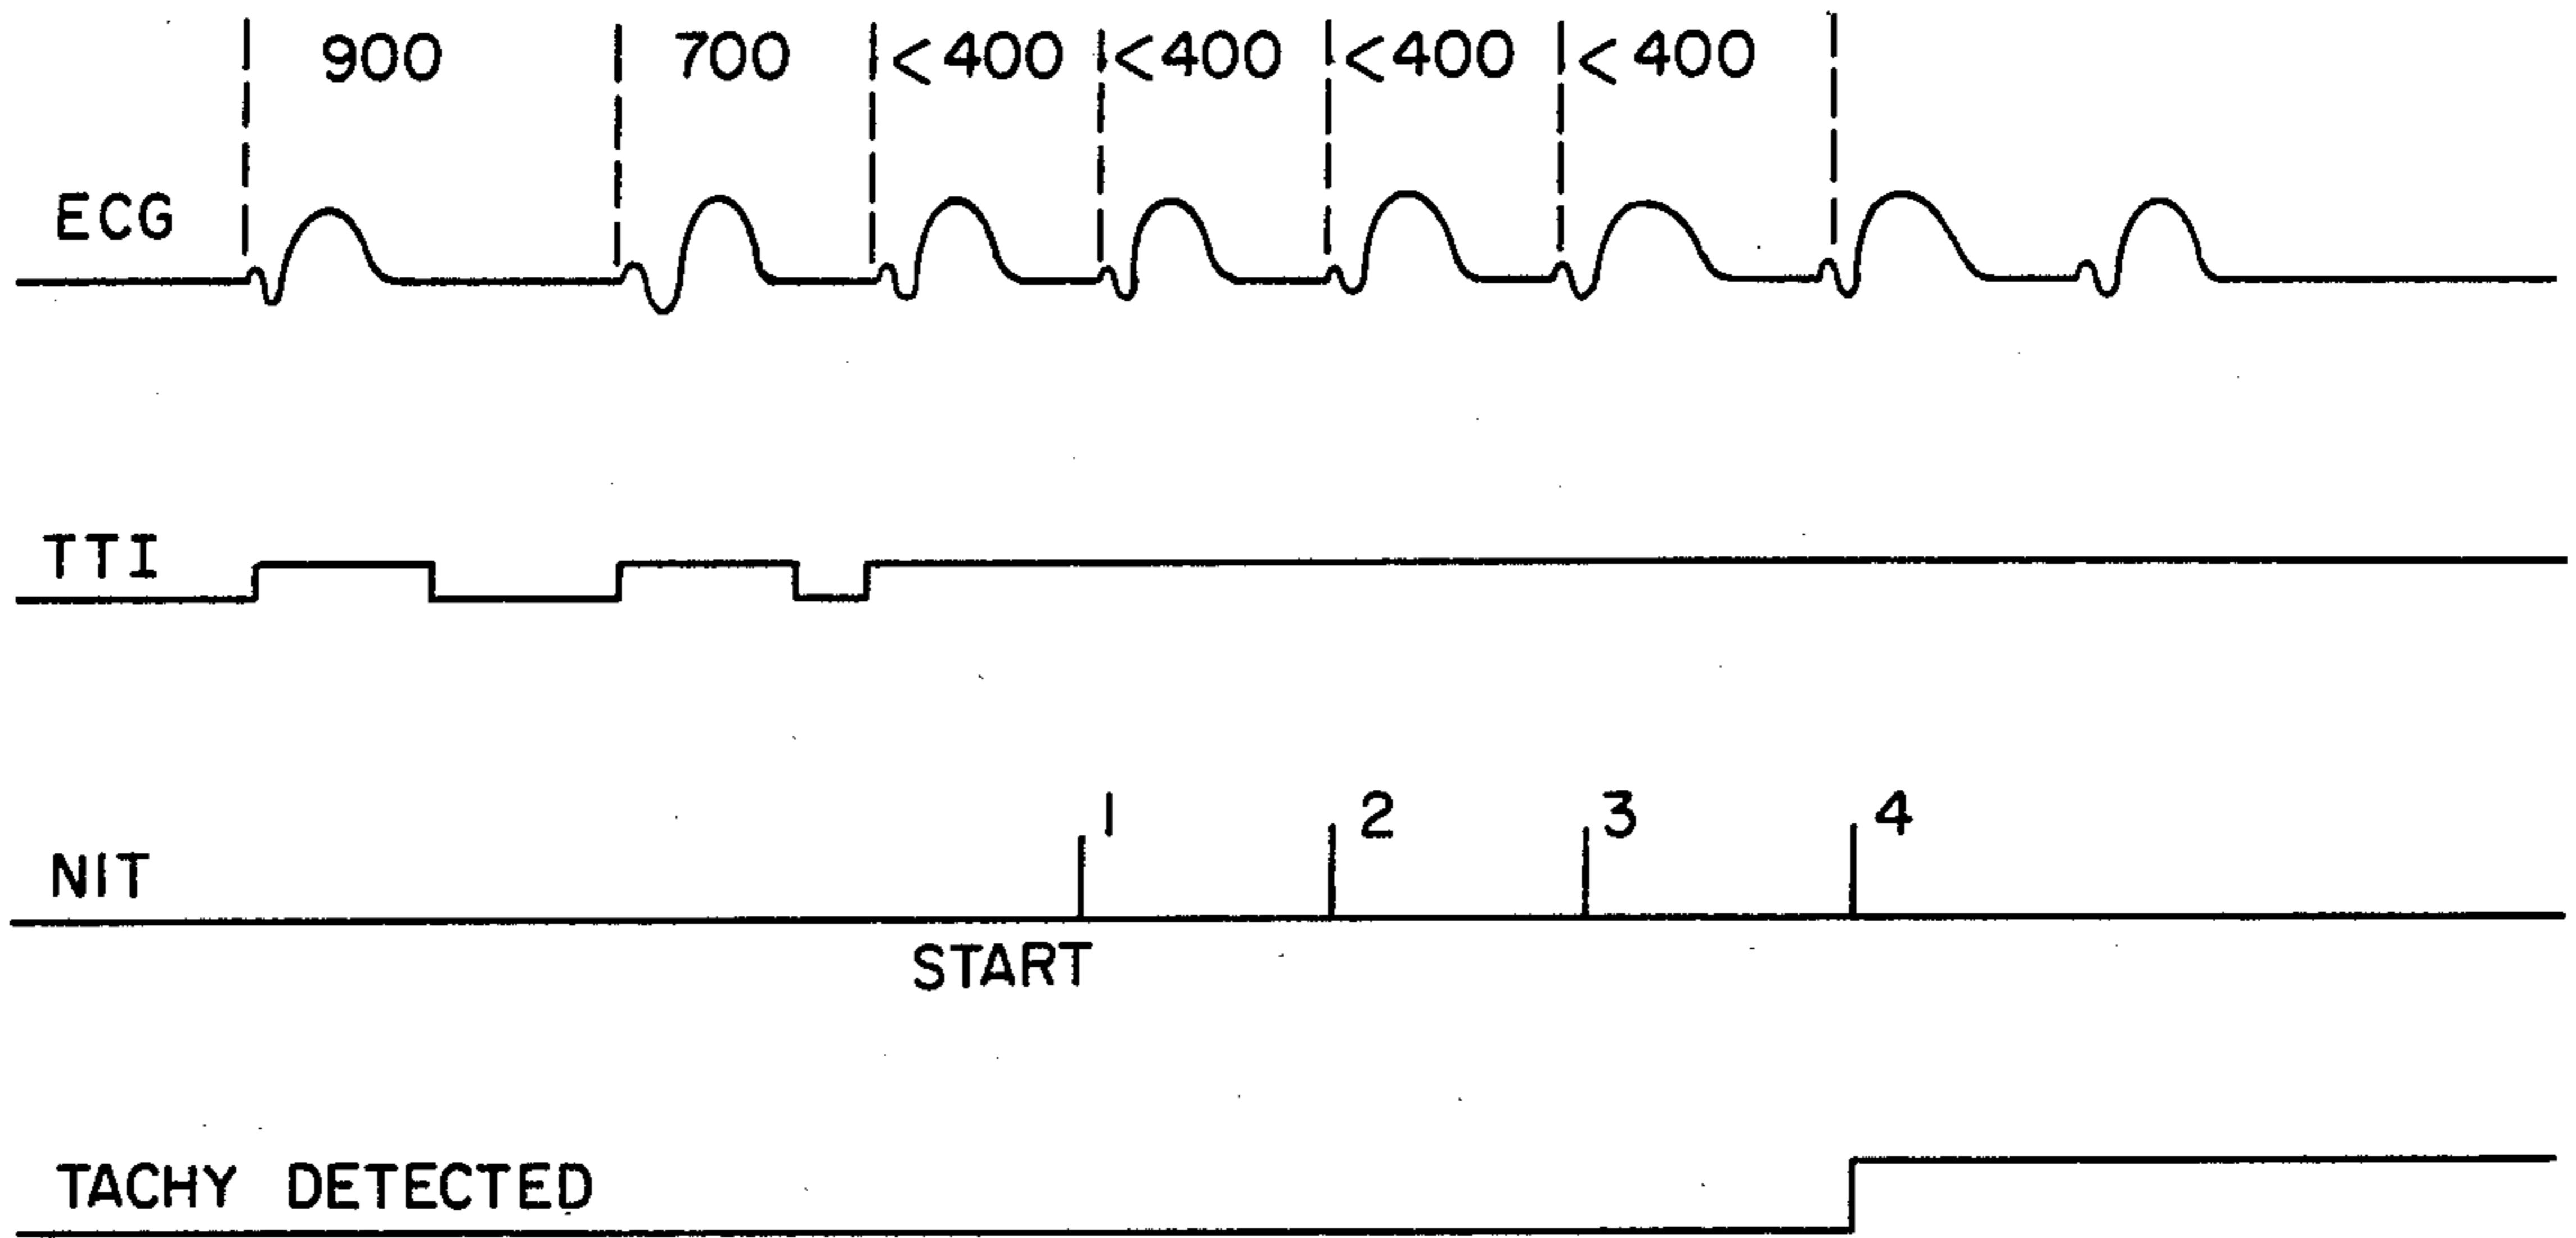 900 700 <400 <400 <400 <400
ECG
TTI
1 2 3 4
NIT
START
TACHY DETECTED